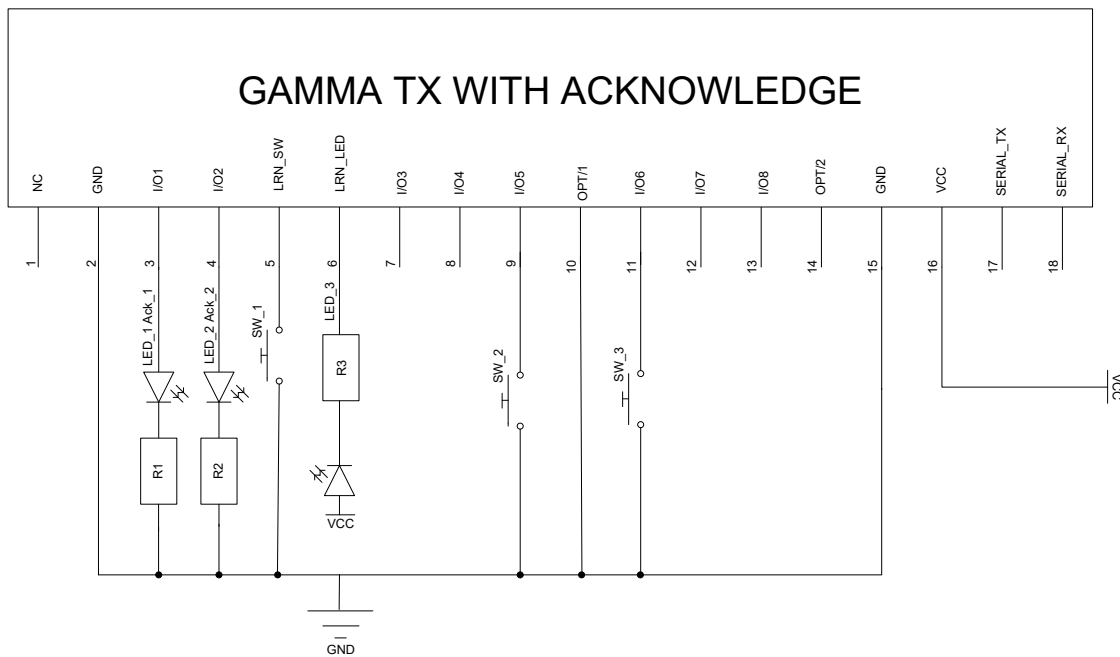 GAMMA TX WITH ACKNOWLEDGE
NC
GND
I/O1
I/O2
LRN_SW
LRN_LED
I/O3
I/O4
I/O5
OPT/1
I/O6
I/O7
I/O8
OPT/2
GND
VCC
SERIAL_TX
SERIAL_RX
1
2
3
4
5
6
7
8
9
10
11
12
13
14
15
16
17
18
LED_1 Ack_1
LED_2 Ack_2
SW_1
LED_3
SW_2
SW_3
R1
R2
R3
VCC
VCC
GND